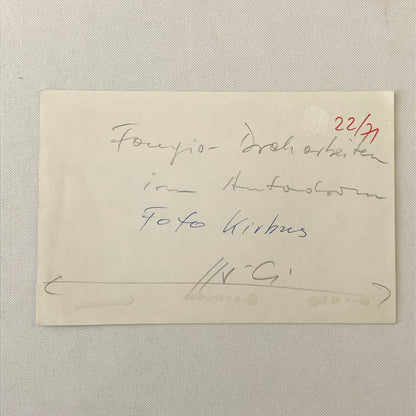 22/71
Fangio-Dreharbeiten
im Autodrom
Foto Kirbus